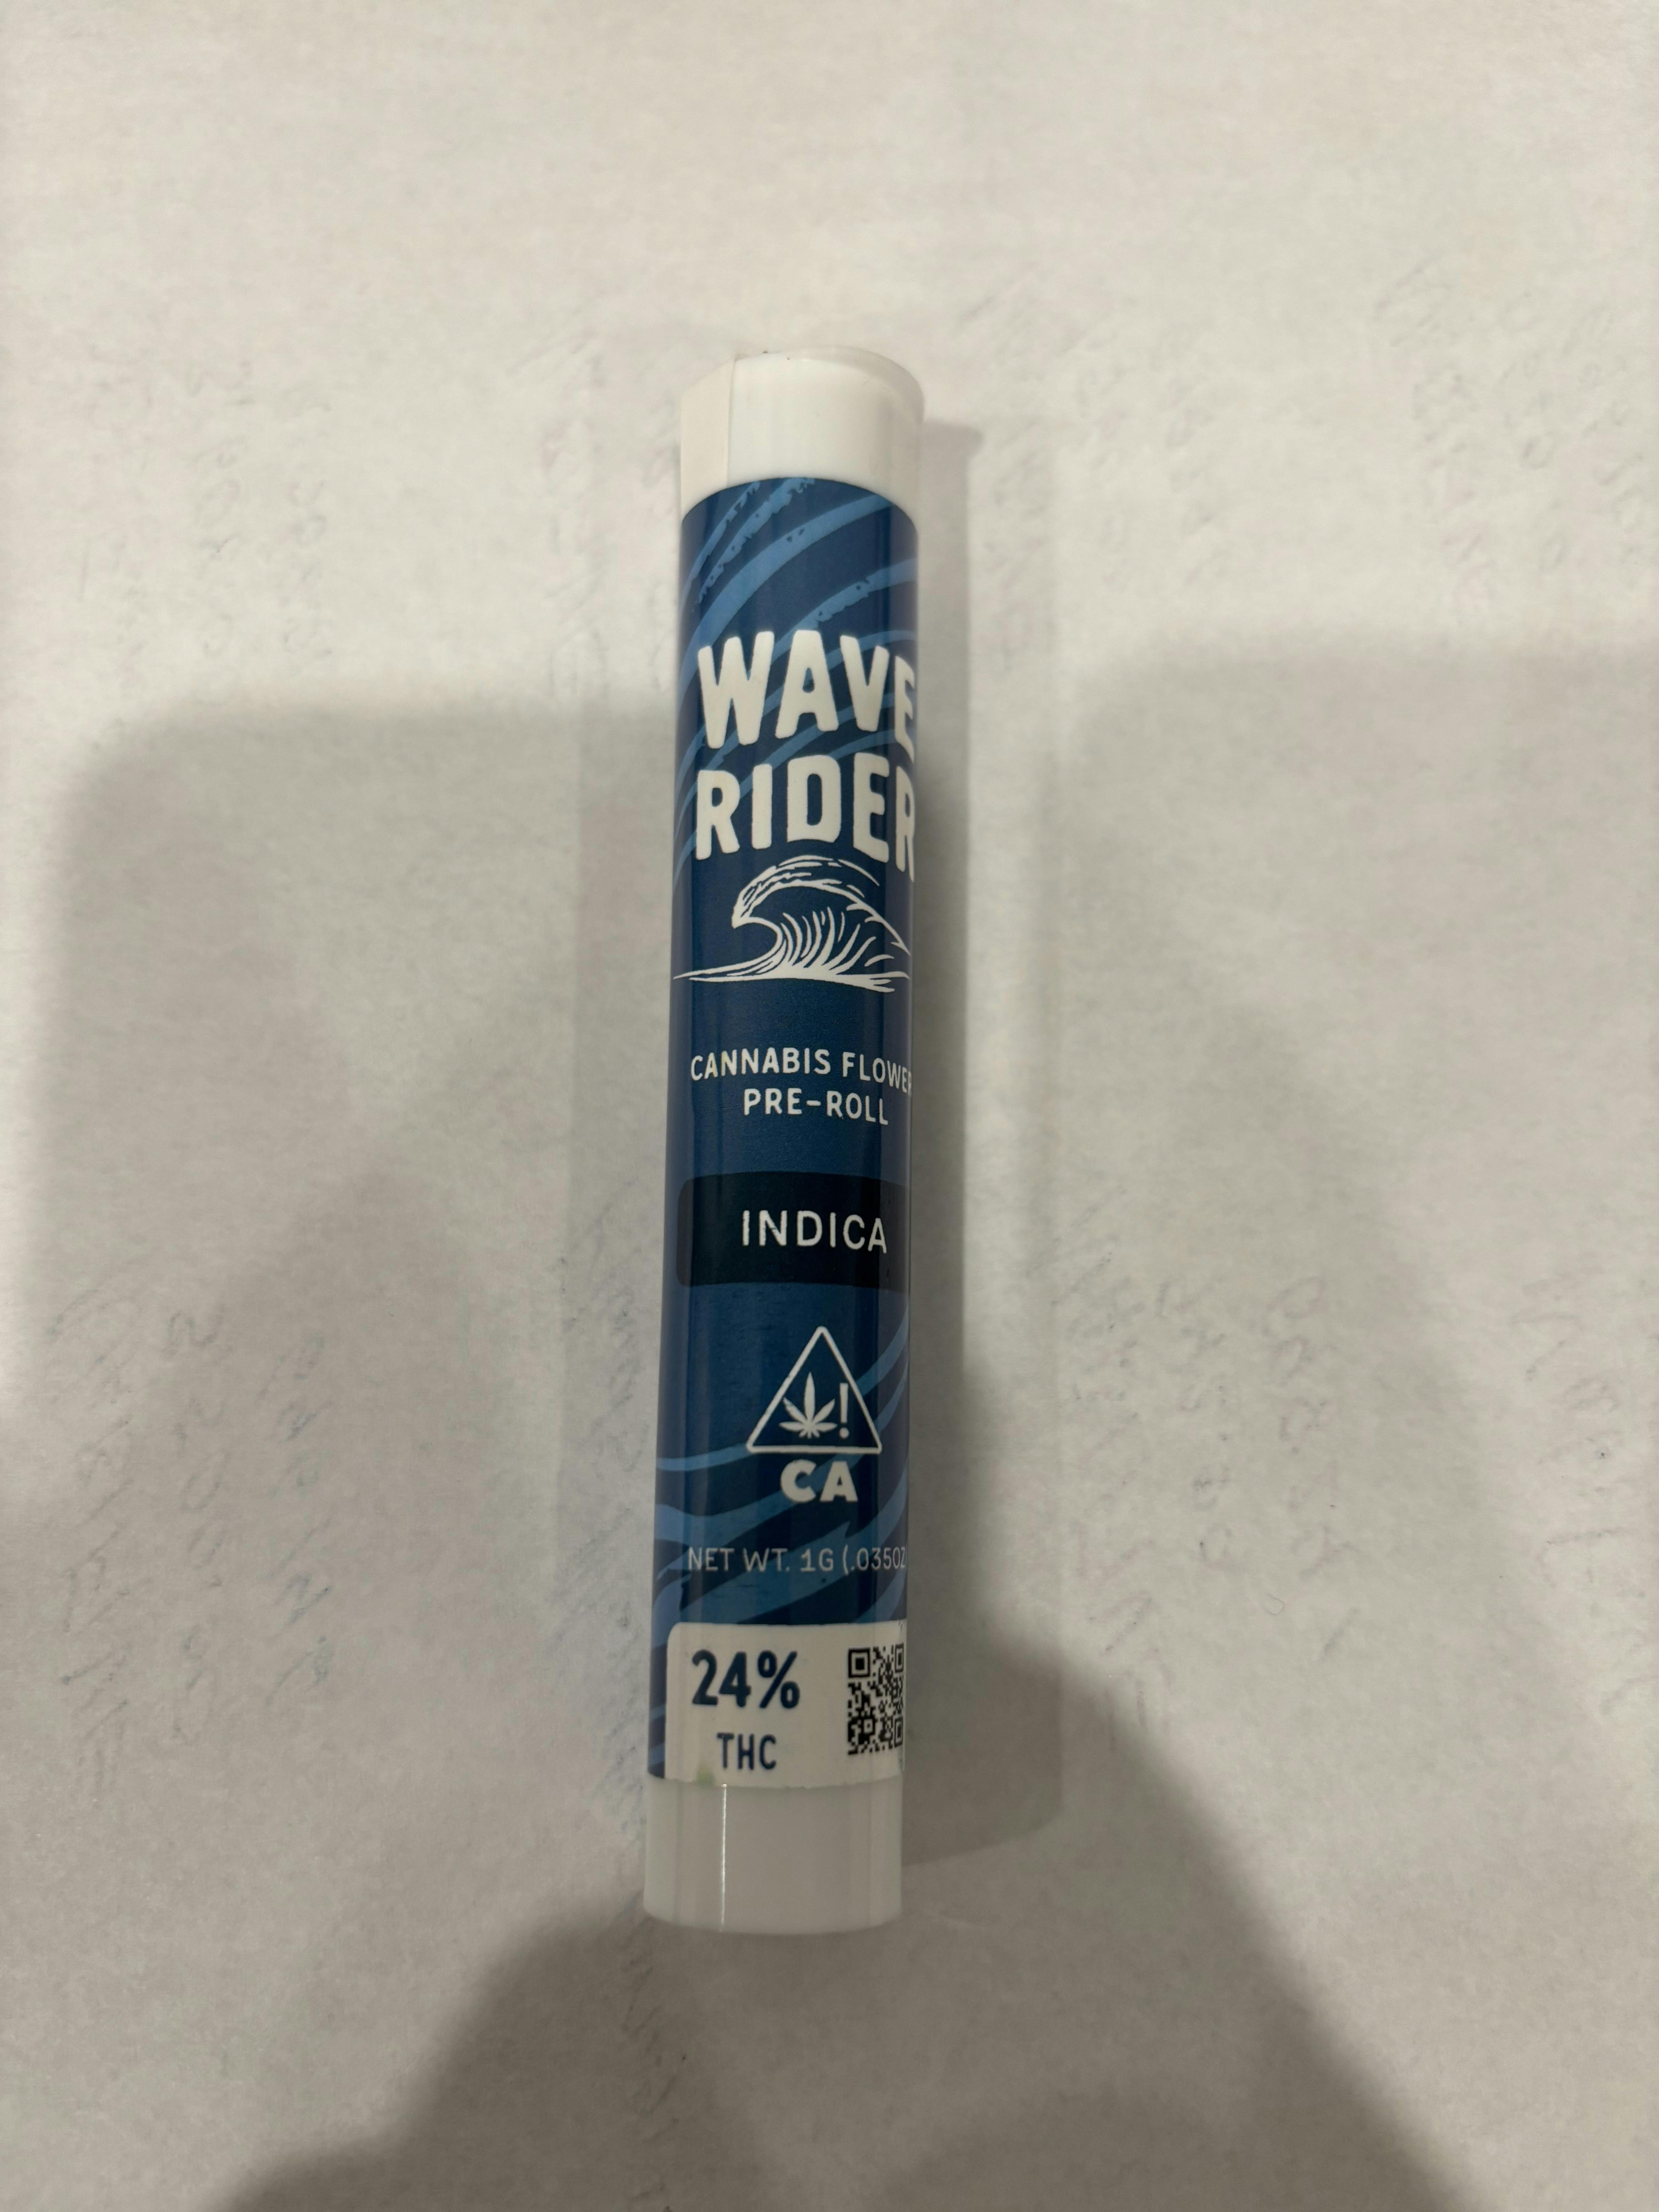 WAVE
RIDER
CANNABIS FLOWER
PRE-ROLL
INDICA
CA
NET WT. 1G (.035OZ
24%
THC